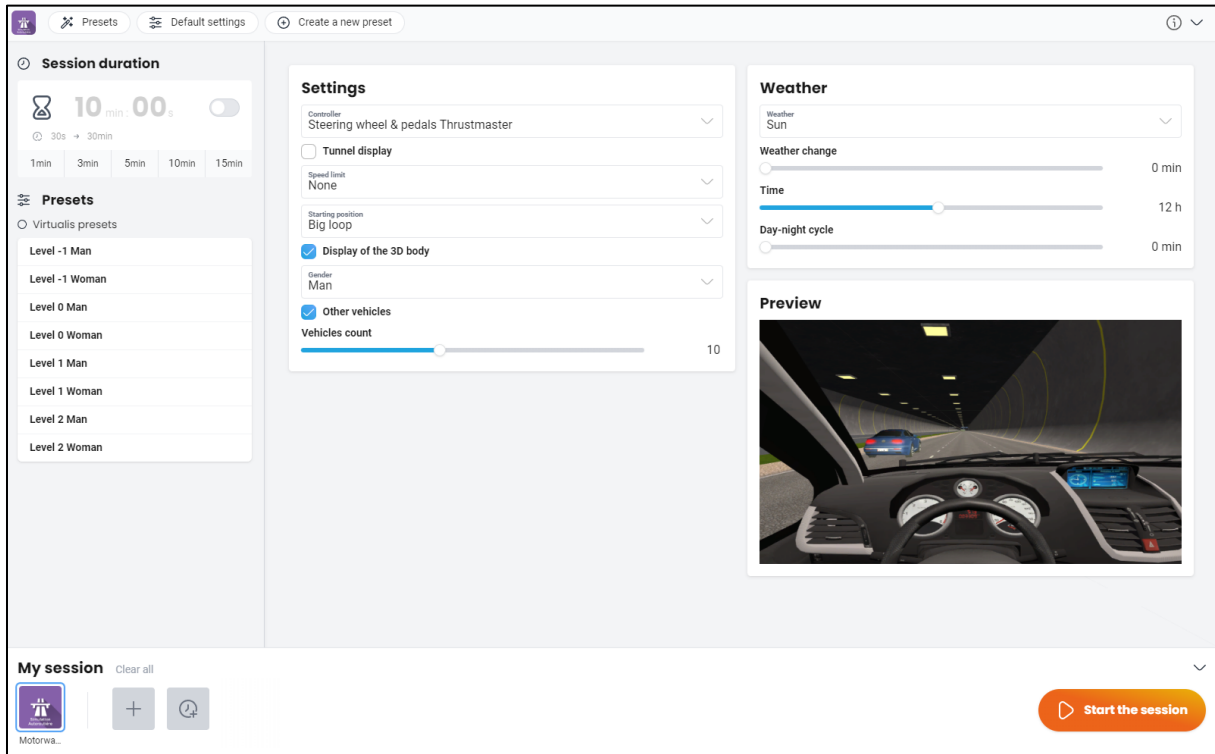 Presets
Default settings
Create a new preset
Session duration
10 min : 00 s
30s → 30min
1min 3min 5min 10min 15min
Presets
Virtualis presets
Level -1 Man
Level -1 Woman
Level 0 Man
Level 0 Woman
Level 1 Man
Level 1 Woman
Level 2 Man
Level 2 Woman
Settings
Controller
Steering wheel & pedals Thrustmaster
Tunnel display
Speed limit
None
Starting position
Big loop
Display of the 3D body
Gender
Man
Other vehicles
Vehicles count
10
Weather
Weather
Sun
Weather change
0 min
Time
12 h
Day-night cycle
0 min
Preview
My session Clear all
Motorwa...
Start the session